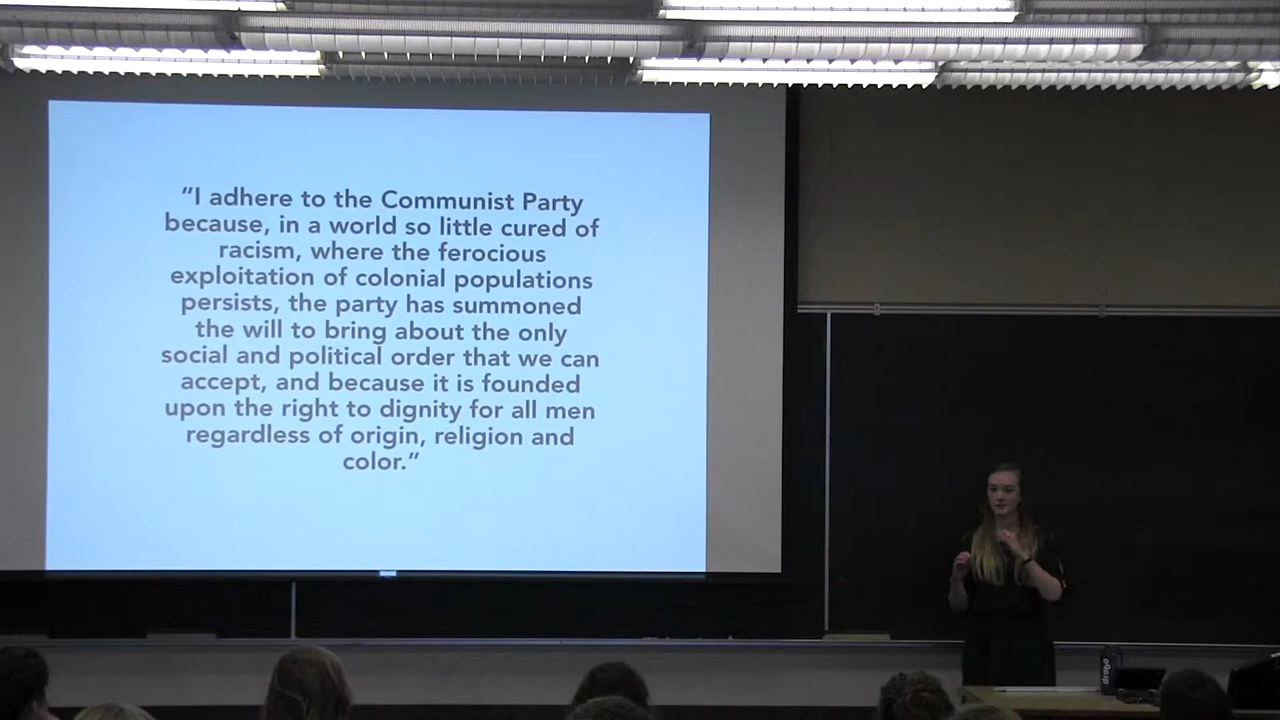 “I adhere to the Communist Party
because, in a world so little cured of
racism, where the ferocious
exploitation of colonial populations
persists, the party has summoned
the will to bring about the only
social and political order that we can
accept, and because it is founded
upon the right to dignity for all men
regardless of origin, religion and
color.”
drobo